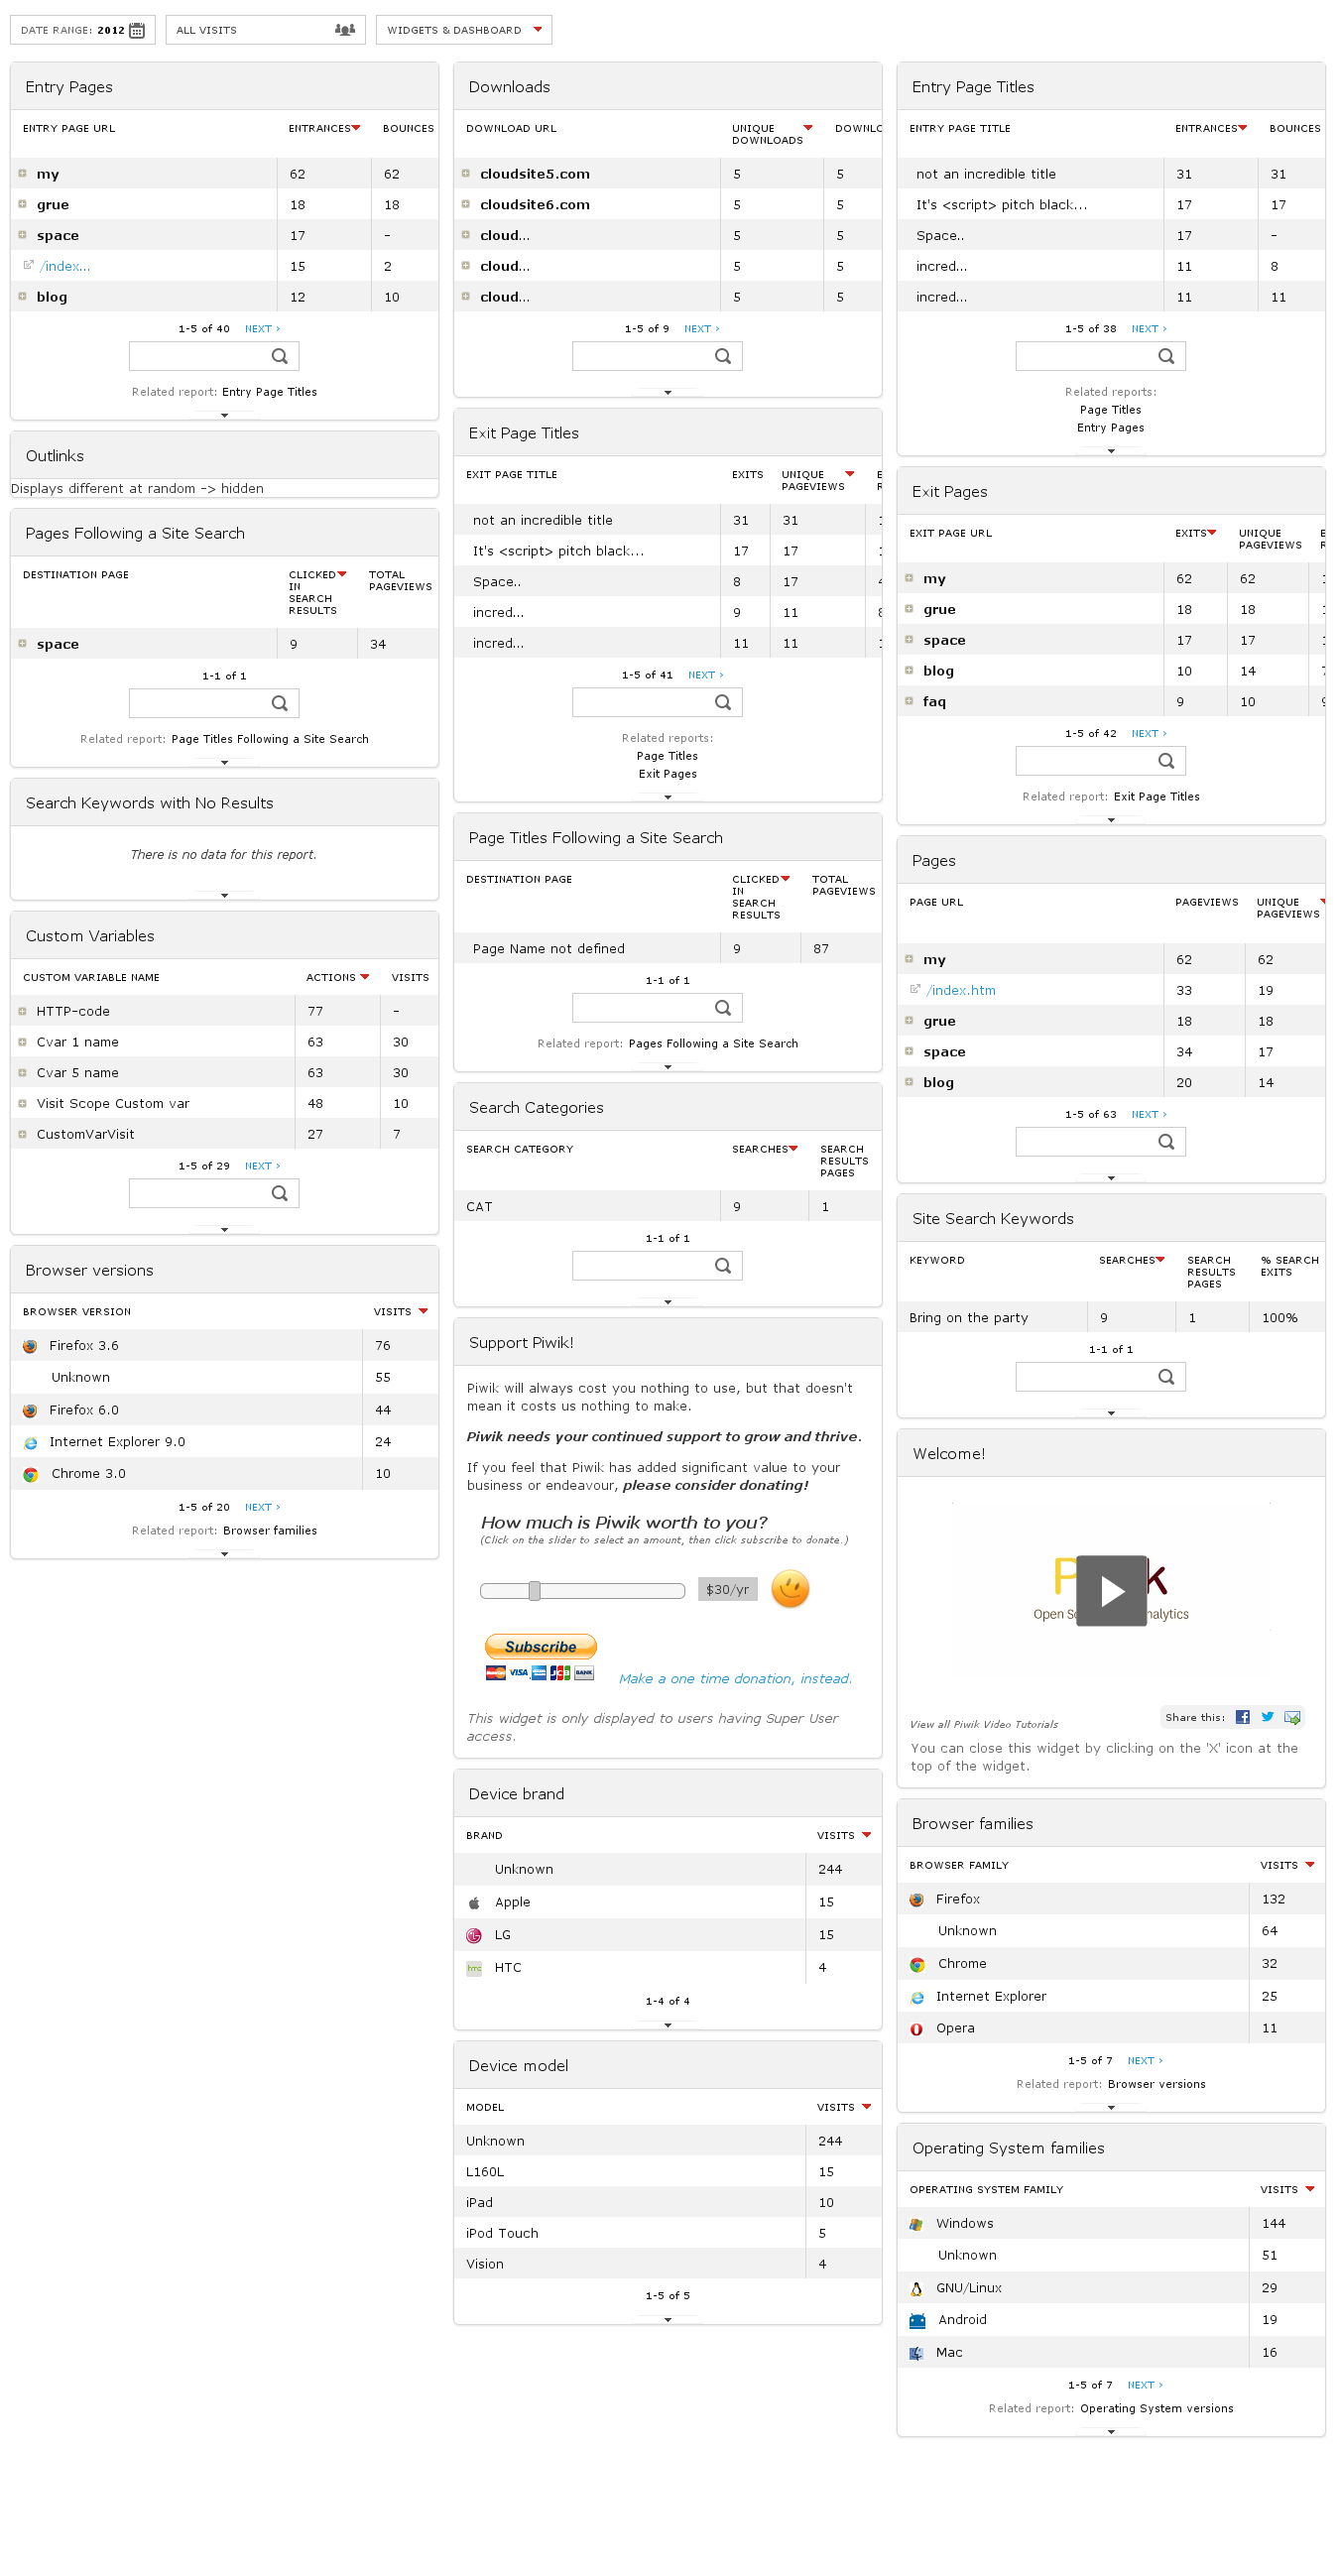 DATE RANGE: 2012
ALL VISITS
WIDGETS & DASHBOARD
Entry Pages
ENTRY PAGE URL ENTRANCES BOUNCES
my 62 62
grue 18 18
space 17 -
/index... 15 2
blog 12 10
1-5 of 40 NEXT ›
Related report: Entry Page Titles
Outlinks
Displays different at random -> hidden
Pages Following a Site Search
DESTINATION PAGE CLICKED IN SEARCH RESULTS TOTAL PAGEVIEWS
space 9 34
1-1 of 1
Related report: Page Titles Following a Site Search
Search Keywords with No Results
There is no data for this report.
Custom Variables
CUSTOM VARIABLE NAME ACTIONS VISITS
HTTP-code 77 -
Cvar 1 name 63 30
Cvar 5 name 63 30
Visit Scope Custom var 48 10
CustomVarVisit 27 7
1-5 of 29 NEXT ›
Browser versions
BROWSER VERSION VISITS
Firefox 3.6 76
Unknown 55
Firefox 6.0 44
Internet Explorer 9.0 24
Chrome 3.0 10
1-5 of 20 NEXT ›
Related report: Browser families
Downloads
DOWNLOAD URL UNIQUE DOWNLOADS
cloudsite5.com 5 5
cloudsite6.com 5 5
cloud... 5 5
cloud... 5 5
cloud... 5 5
1-5 of 9 NEXT ›
Exit Page Titles
EXIT PAGE TITLE EXITS UNIQUE PAGEVIEWS
not an incredible title 31 31
It's <script> pitch black... 17 17
Space.. 8 17
incred... 9 11
incred... 11 11
1-5 of 41 NEXT ›
Related reports:
Page Titles
Exit Pages
Page Titles Following a Site Search
DESTINATION PAGE CLICKED IN SEARCH RESULTS TOTAL PAGEVIEWS
Page Name not defined 9 87
1-1 of 1
Related report: Pages Following a Site Search
Search Categories
SEARCH CATEGORY SEARCHES SEARCH RESULTS PAGES
CAT 9 1
1-1 of 1
Support Piwik!
Piwik will always cost you nothing to use, but that doesn't
mean it costs us nothing to make.
Piwik needs your continued support to grow and thrive.
If you feel that Piwik has added significant value to your
business or endeavour, please consider donating!
How much is Piwik worth to you?
(Click on the slider to select an amount, then click subscribe to donate.)
$30/yr
Subscribe
VISA BANK
Make a one time donation, instead.
This widget is only displayed to users having Super User
access.
Device brand
BRAND VISITS
Unknown 244
Apple 15
LG 15
hTC HTC 4
1-4 of 4
Device model
MODEL VISITS
Unknown 244
L160L 15
iPad 10
iPod Touch 5
Vision 4
1-5 of 5
Entry Page Titles
ENTRY PAGE TITLE ENTRANCES BOUNCES
not an incredible title 31 31
It's <script> pitch black... 17 17
Space.. 17 -
incred... 11 8
incred... 11 11
1-5 of 38 NEXT ›
Related reports:
Page Titles
Entry Pages
Exit Pages
EXIT PAGE URL EXITS UNIQUE PAGEVIEWS
my 62 62
grue 18 18
space 17 17
blog 10 14
faq 9 10
1-5 of 42 NEXT ›
Related report: Exit Page Titles
Pages
PAGE URL PAGEVIEWS UNIQUE PAGEVIEWS
my 62 62
/index.htm 33 19
grue 18 18
space 34 17
blog 20 14
1-5 of 63 NEXT ›
Site Search Keywords
KEYWORD SEARCHES SEARCH RESULTS PAGES % SEARCH EXITS
Bring on the party 9 1 100%
1-1 of 1
Welcome!
Open
View all Piwik Video Tutorials
Share this:
You can close this widget by clicking on the 'X' icon at the
top of the widget.
Browser families
BROWSER FAMILY VISITS
Firefox 132
Unknown 64
Chrome 32
Internet Explorer 25
Opera 11
1-5 of 7 NEXT ›
Related report: Browser versions
Operating System families
OPERATING SYSTEM FAMILY VISITS
Windows 144
Unknown 51
GNU/Linux 29
Android 19
Mac 16
1-5 of 7 NEXT ›
Related report: Operating System versions